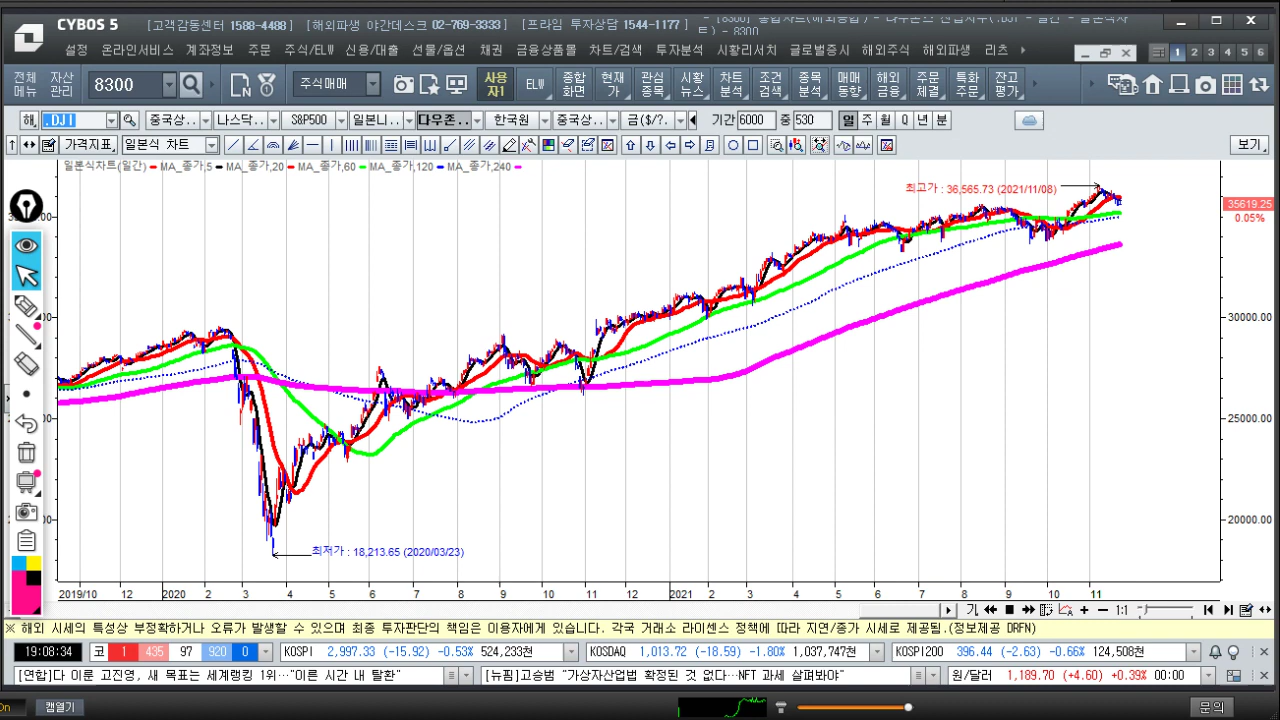 CYBOS 5
[고객감동센터 1588-4488] [해외파생 야간데스크 02-769-3333] [프라임 투자상담 1544-1177]
설정 온라인서비스 계좌정보 주문 주식/ELW 신용/대출 선물/옵션 채권 금융상품몰 차트/검색 투자분석 시황리서치 글로벌증시 해외주식 해외파생 리츠
1 2 3 4 5 6
전체메뉴 자산관리 8300 주식매매 사용자1 ELW 종합화면 현재가 관심종목 시황뉴스 차트분석 조건검색 종목분석 매매동향 해외금융 주문체결 특화주문 잔고평가
해 .DJI 중국상.. 나스닥.. S&P500 일본니.. 다우존.. 한국원 중국상.. 금($/?. 기간 6000 중 530 일 주 월 Q 년 분
가격지표 일본식 차트 보기
일본식차트(일간) MA_종가,5 MA_종가,20 MA_종가,60 MA_종가,120 MA_종가,240
최고가 : 36,565.73 (2021/11/08)
35619.25
0.05%
30000.00
25000.00
20000.00
최저가 : 18,213.65 (2020/03/23)
2019/10 12 2020 2 3 4 5 6 7 8 9 10 11 12 2021 2 3 4 5 6 7 8 9 10 11
1:1
※ 해외 시세의 특성상 부정확하거나 오류가 발생할 수 있으며 최종 투자판단의 책임은 이용자에게 있습니다. 각국 거래소 라이센스 정책에 따라 지연/종가 시세로 제공됨.(정보제공 DRFN)
19:08:34 코 1 435 97 920 0 KOSPI 2,997.33 (-15.92) -0.53% 524,233천 KOSDAQ 1,013.72 (-18.59) -1.80% 1,037,747천 KOSPI200 396.44 (-2.63) -0.66% 124,508천
[연합]다 이룬 고진영, 새 목표는 세계랭킹 1위…"이른 시간 내 탈환" [뉴핌]고승범 "가상자산업법 확정된 것 없다…NFT 과세 살펴봐야" 원/달러 1,189.70 (+4.60) +0.39% 00:00
On 캠열기 문의